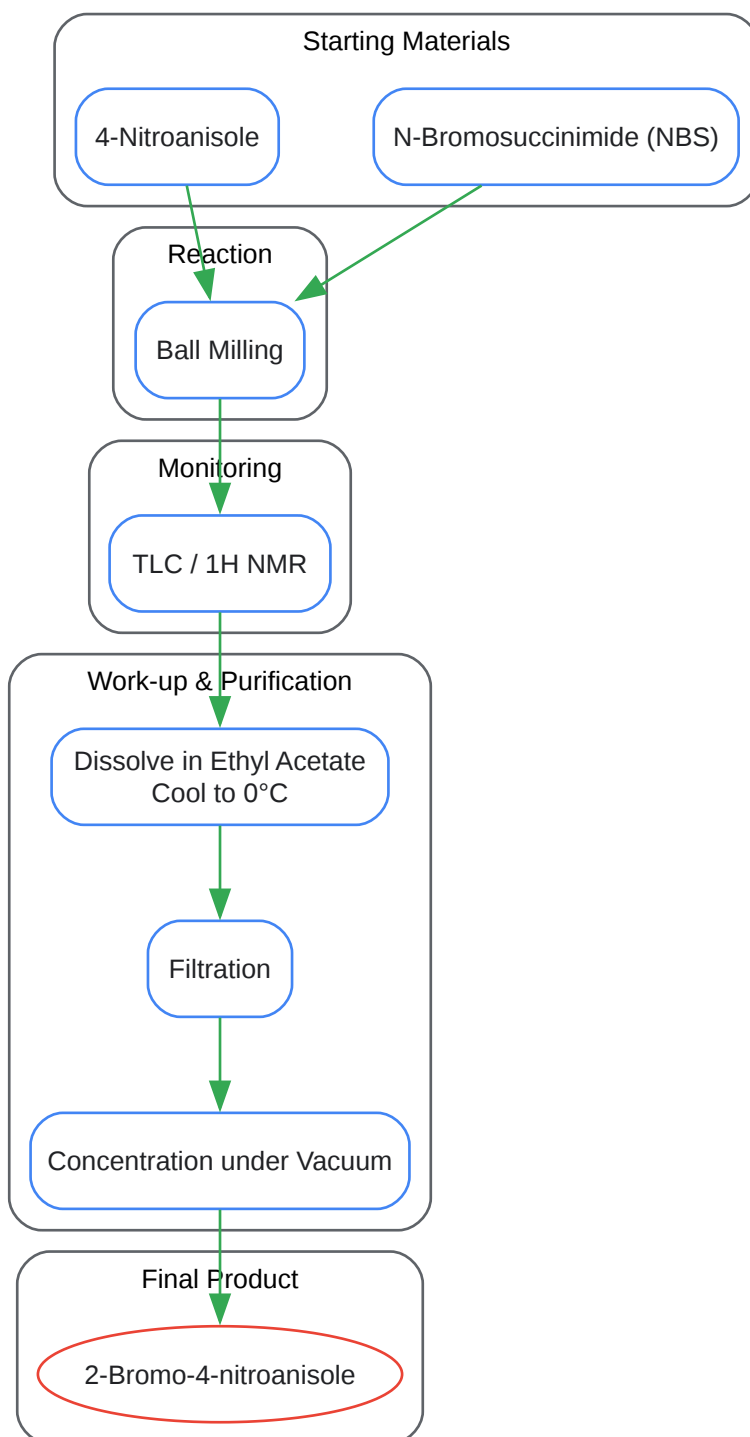 Starting Materials
4-Nitroanisole
N-Bromosuccinimide (NBS)
Reaction
Ball Milling
Monitoring
TLC / 1H NMR
Work-up & Purification
Dissolve in Ethyl Acetate
Cool to 0°C
Filtration
Concentration under Vacuum
Final Product
2-Bromo-4-nitroanisole